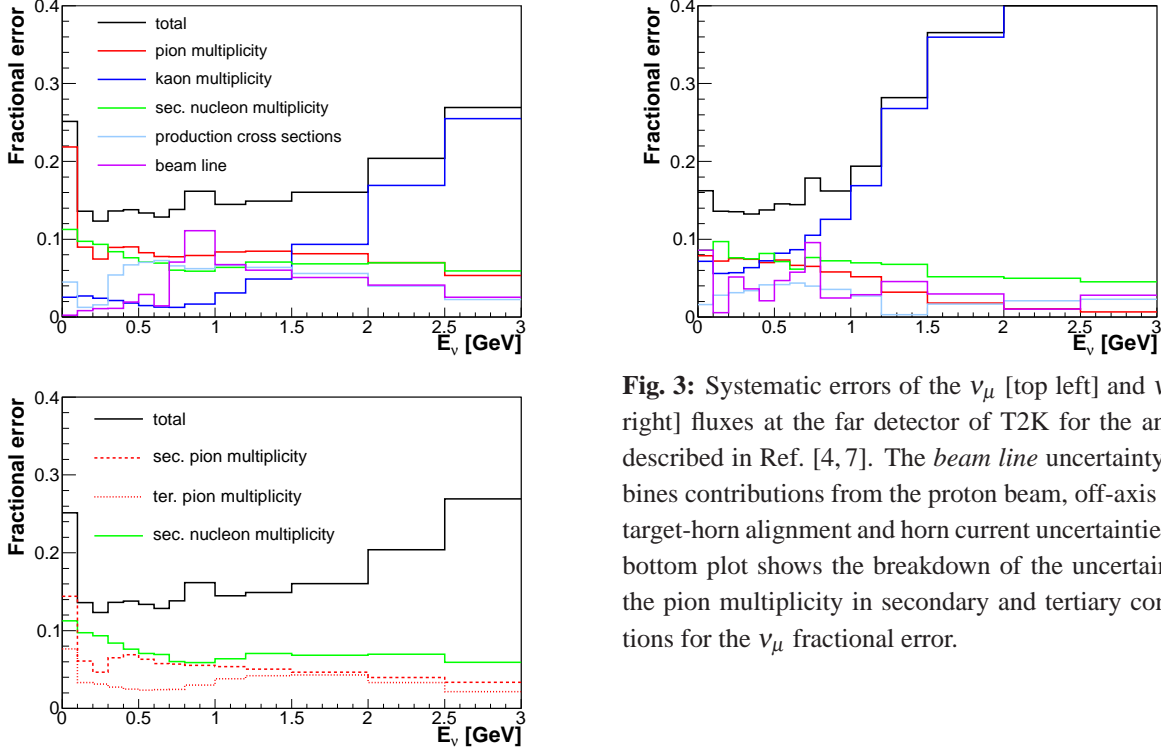 Fractional error
0.4
0.3
0.2
0.1
0
total
pion multiplicity
kaon multiplicity
sec. nucleon multiplicity
production cross sections
beam line
0 0.5 1 1.5 2 2.5 3
Eν [GeV]
Fractional error
0.4
0.3
0.2
0.1
0
0 0.5 1 1.5 2 2.5 3
Eν [GeV]
Fractional error
0.4
0.3
0.2
0.1
0
total
sec. pion multiplicity
ter. pion multiplicity
sec. nucleon multiplicity
0 0.5 1 1.5 2 2.5 3
Eν [GeV]
Fig. 3: Systematic errors of the νμ [top left] and
right] fluxes at the far detector of T2K for the an
described in Ref. [4,7]. The beam line uncertainty
bines contributions from the proton beam, off-axis
target-horn alignment and horn current uncertaintie
bottom plot shows the breakdown of the uncertain
the pion multiplicity in secondary and tertiary con
tions for the νμ fractional error.